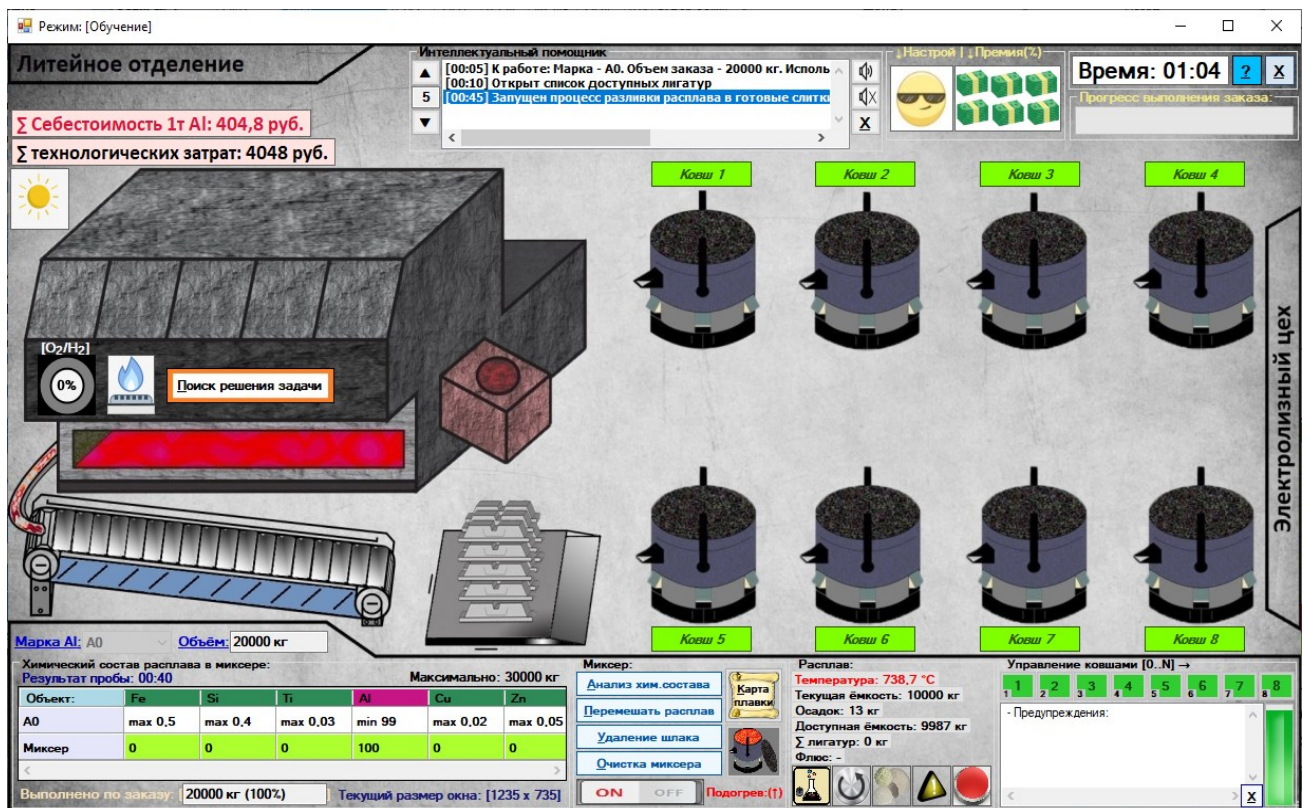 Режим: [Обучение]
Литейное отделение
Интеллектуальный помощник
[00:05] К работе: Марка - А0. Объем заказа - 20000 кг. Исполь
[00:10] Открыт список доступных лигатур
[00:45] Запущен процесс разливки расплава в готовые слитки
5
X
↓Настрой | ↓Премия(%)
Время: 01:04
?
X
Прогресс выполнения заказа:
∑ Себестоимость 1т Al: 404,8 руб.
∑ технологических затрат: 4048 руб.
Ковш 1
Ковш 2
Ковш 3
Ковш 4
[O2/H2]
0%
Поиск решения задачи
Электролизный цех
Ковш 5
Ковш 6
Ковш 7
Ковш 8
Марка Al: А0
Объём: 20000 кг
Химический состав расплава в миксере:
Результат пробы: 00:40
Максимально: 30000 кг
Объект: Fe Si Ti Al Cu Zn
А0 max 0,5 max 0,4 max 0,03 min 99 max 0,02 max 0,05
Миксер 0 0 0 100 0 0
Выполнено по заказу: [ 20000 кг (100%) ]
Текущий размер окна: [1235 x 735]
Миксер:
Анализ хим.состава
Перемешать расплав
Удаление шлака
Очистка миксера
Карта плавки
ON OFF
Подогрев:(↑)
Расплав:
Температура: 738,7 °C
Текущая ёмкость: 10000 кг
Осадок: 13 кг
Доступная ёмкость: 9987 кг
∑ лигатур: 0 кг
Флюс: -
Управление ковшами [0..N] →
1 1 2 2 3 3 4 4 5 5 6 6 7 7 8 8
- Предупреждения:
X